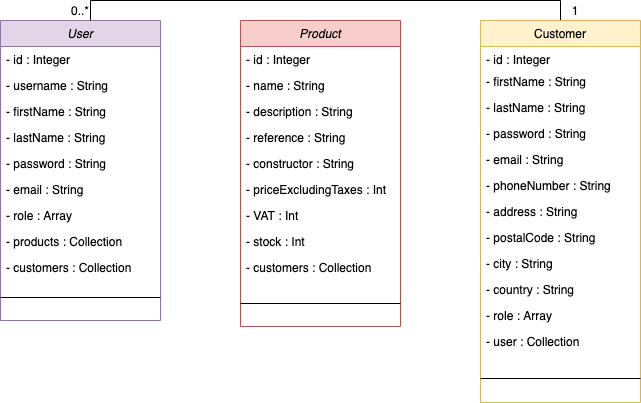 0..*
1
User
- id : Integer
- username : String
- firstName : String
- lastName : String
- password : String
- email : String
- role : Array
- products : Collection
- customers : Collection
Product
- id : Integer
- name : String
- description : String
- reference : String
- constructor : String
- priceExcludingTaxes : Int
- VAT : Int
- stock : Int
- customers : Collection
Customer
- id : Integer
- firstName : String
- lastName : String
- password : String
- email : String
- phoneNumber : String
- address : String
- postalCode : String
- city : String
- country : String
- role : Array
- user : Collection